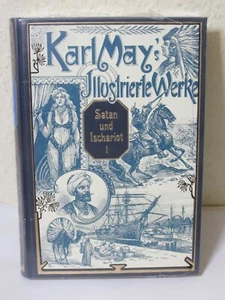 Karl May's
Illustrierte Werke
Satan
und
Ischariot
I